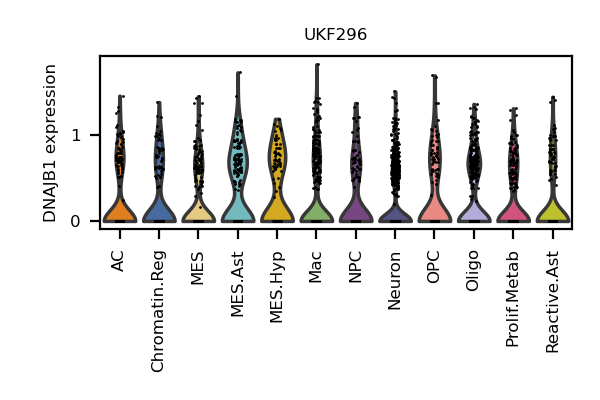 UKF296
DNAJB1 expression
1
0
AC
Chromatin.Reg
MES
MES.Ast
MES.Hyp
Mac
NPC
Neuron
OPC
Oligo
Prolif.Metab
Reactive.Ast